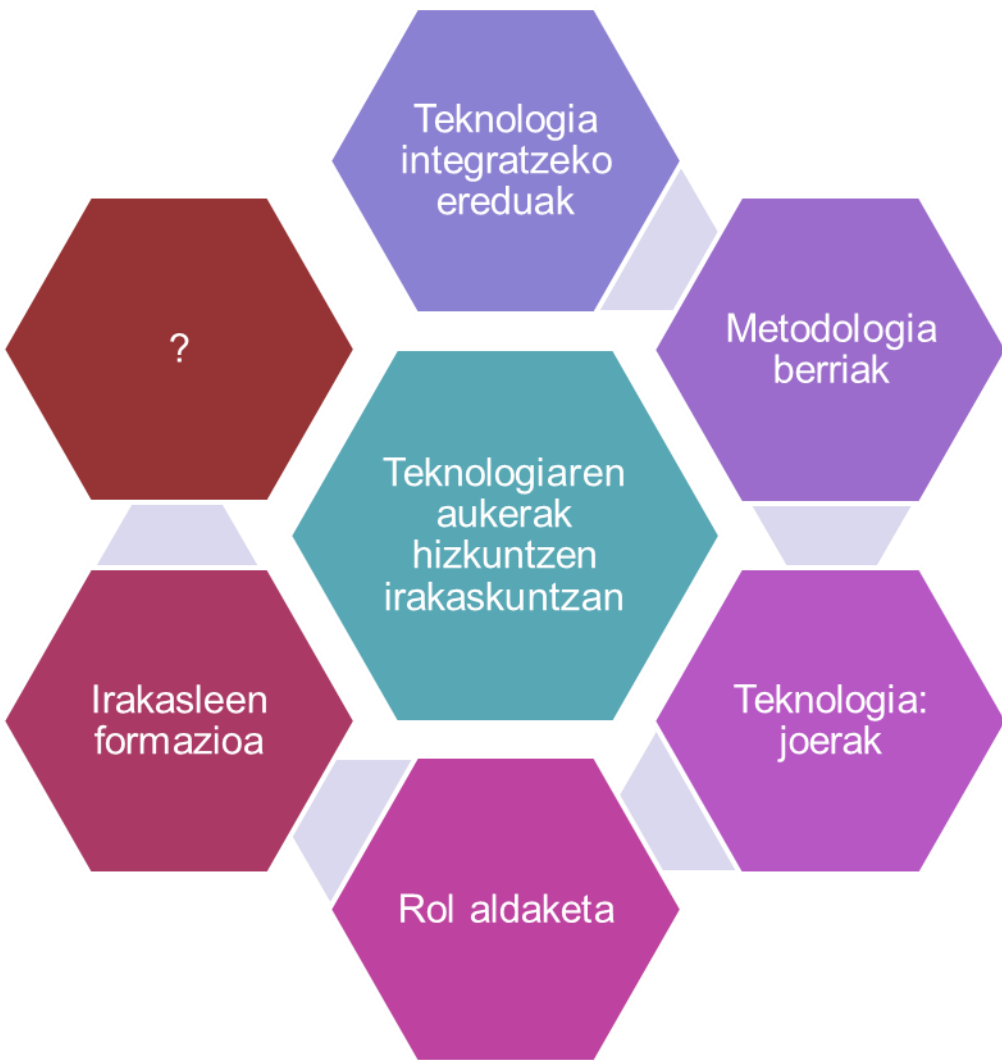 Teknologia
integratzeko
ereduak
Metodologia
berriak
Teknologia:
joerak
Rol aldaketa
Irakasleen
formazioa
?
Teknologiaren
aukerak
hizkuntzen
irakaskuntzan